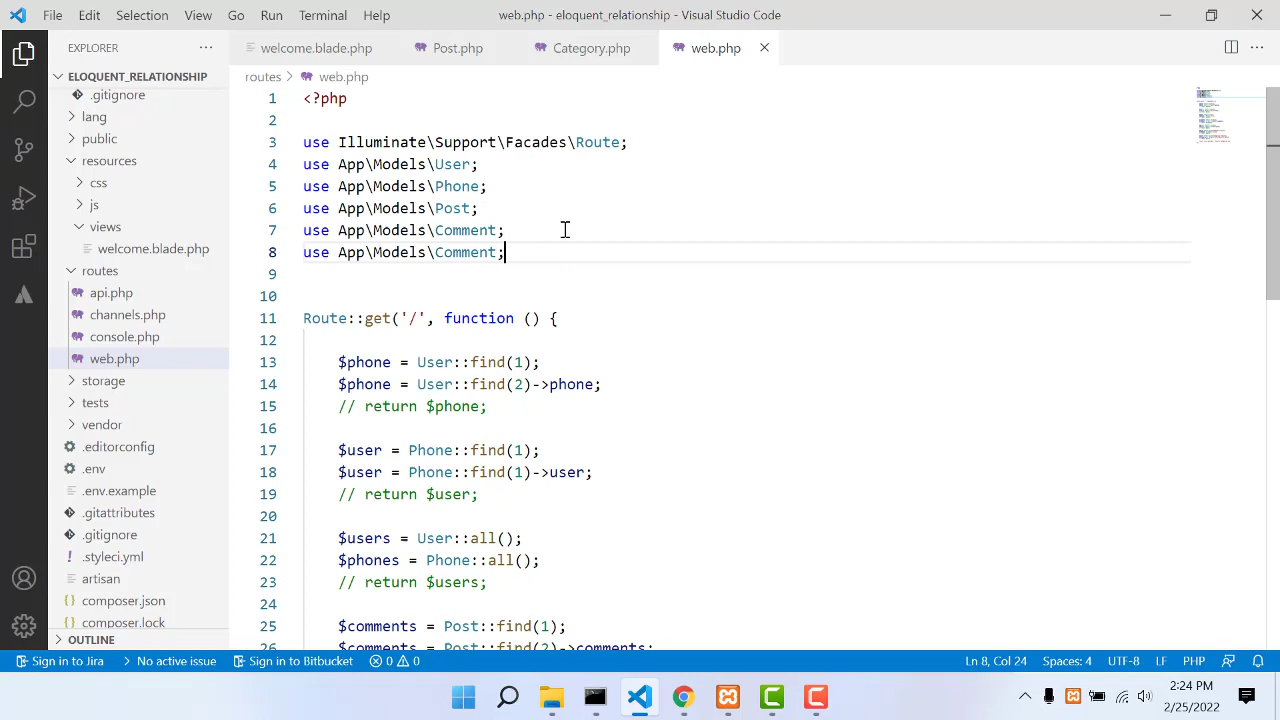 File Edit Selection View Go Run Terminal Help
web.php - eloquent_relationship - Visual Studio Code
EXPLORER
welcome.blade.php
Post.php
Category.php
web.php
ELOQUENT_RELATIONSHIP
.gitignore
lang
public
resources
css
js
views
welcome.blade.php
routes
api.php
channels.php
console.php
web.php
storage
tests
vendor
.editorconfig
.env
.env.example
.gitattributes
.gitignore
.styleci.yml
artisan
composer.json
composer.lock
OUTLINE
routes > web.php
1 <?php
2
3 use Illuminate\Support\Facades\Route;
4 use App\Models\User;
5 use App\Models\Phone;
6 use App\Models\Post;
7 use App\Models\Comment;
8 use App\Models\Comment;
9
10
11 Route::get('/', function () {
12
13 $phone = User::find(1);
14 $phone = User::find(2)->phone;
15 // return $phone;
16
17 $user = Phone::find(1);
18 $user = Phone::find(1)->user;
19 // return $user;
20
21 $users = User::all();
22 $phones = Phone::all();
23 // return $users;
24
25 $comments = Post::find(1);
26 $comments = Post::find(2)->comments;
Sign in to Jira No active issue Sign in to Bitbucket 0 0 Ln 8, Col 24 Spaces: 4 UTF-8 LF PHP
2:24 PM
2/25/2022